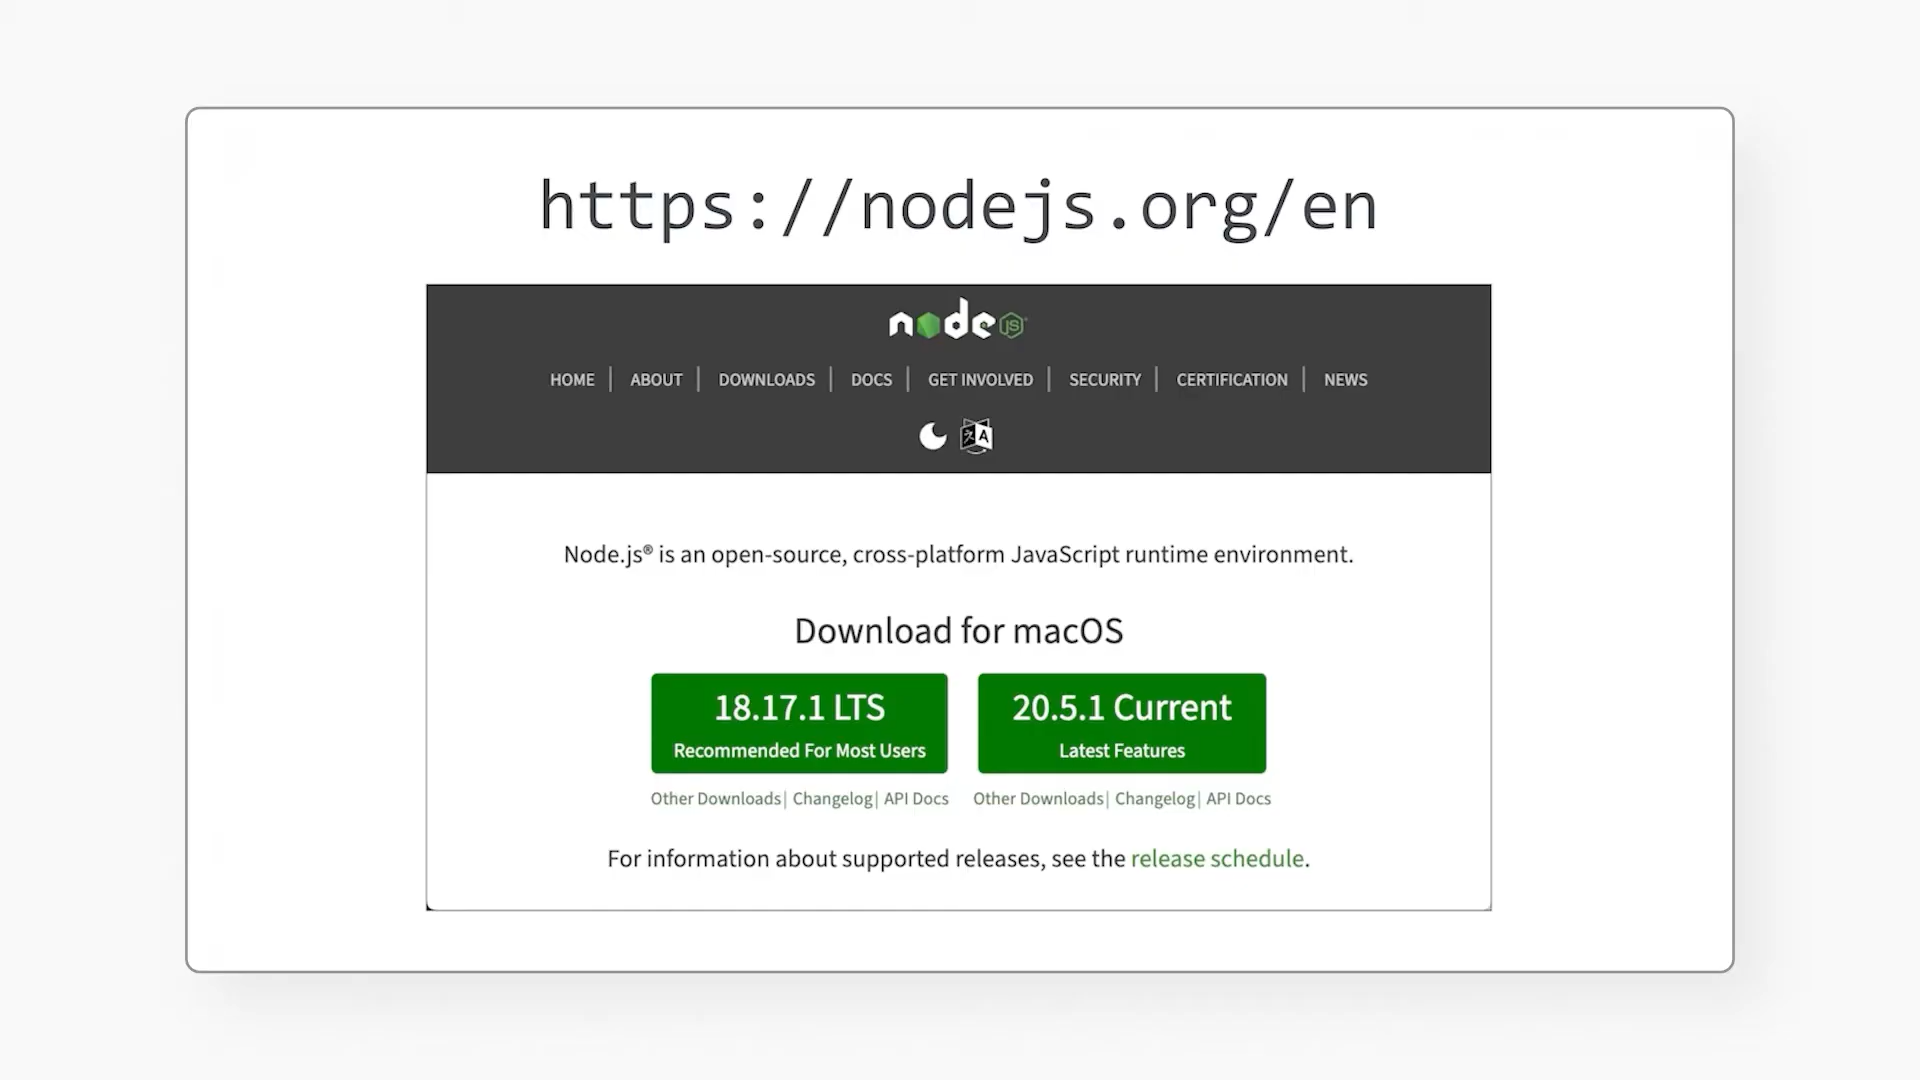 https://nodejs.org/en
node JS
HOME | ABOUT | DOWNLOADS | DOCS | GET INVOLVED | SECURITY | CERTIFICATION | NEWS
文 A
Node.js® is an open-source, cross-platform JavaScript runtime environment.
Download for macOS
18.17.1 LTS 20.5.1 Current
Recommended For Most Users Latest Features
Other Downloads | Changelog | API Docs Other Downloads | Changelog | API Docs
For information about supported releases, see the release schedule.